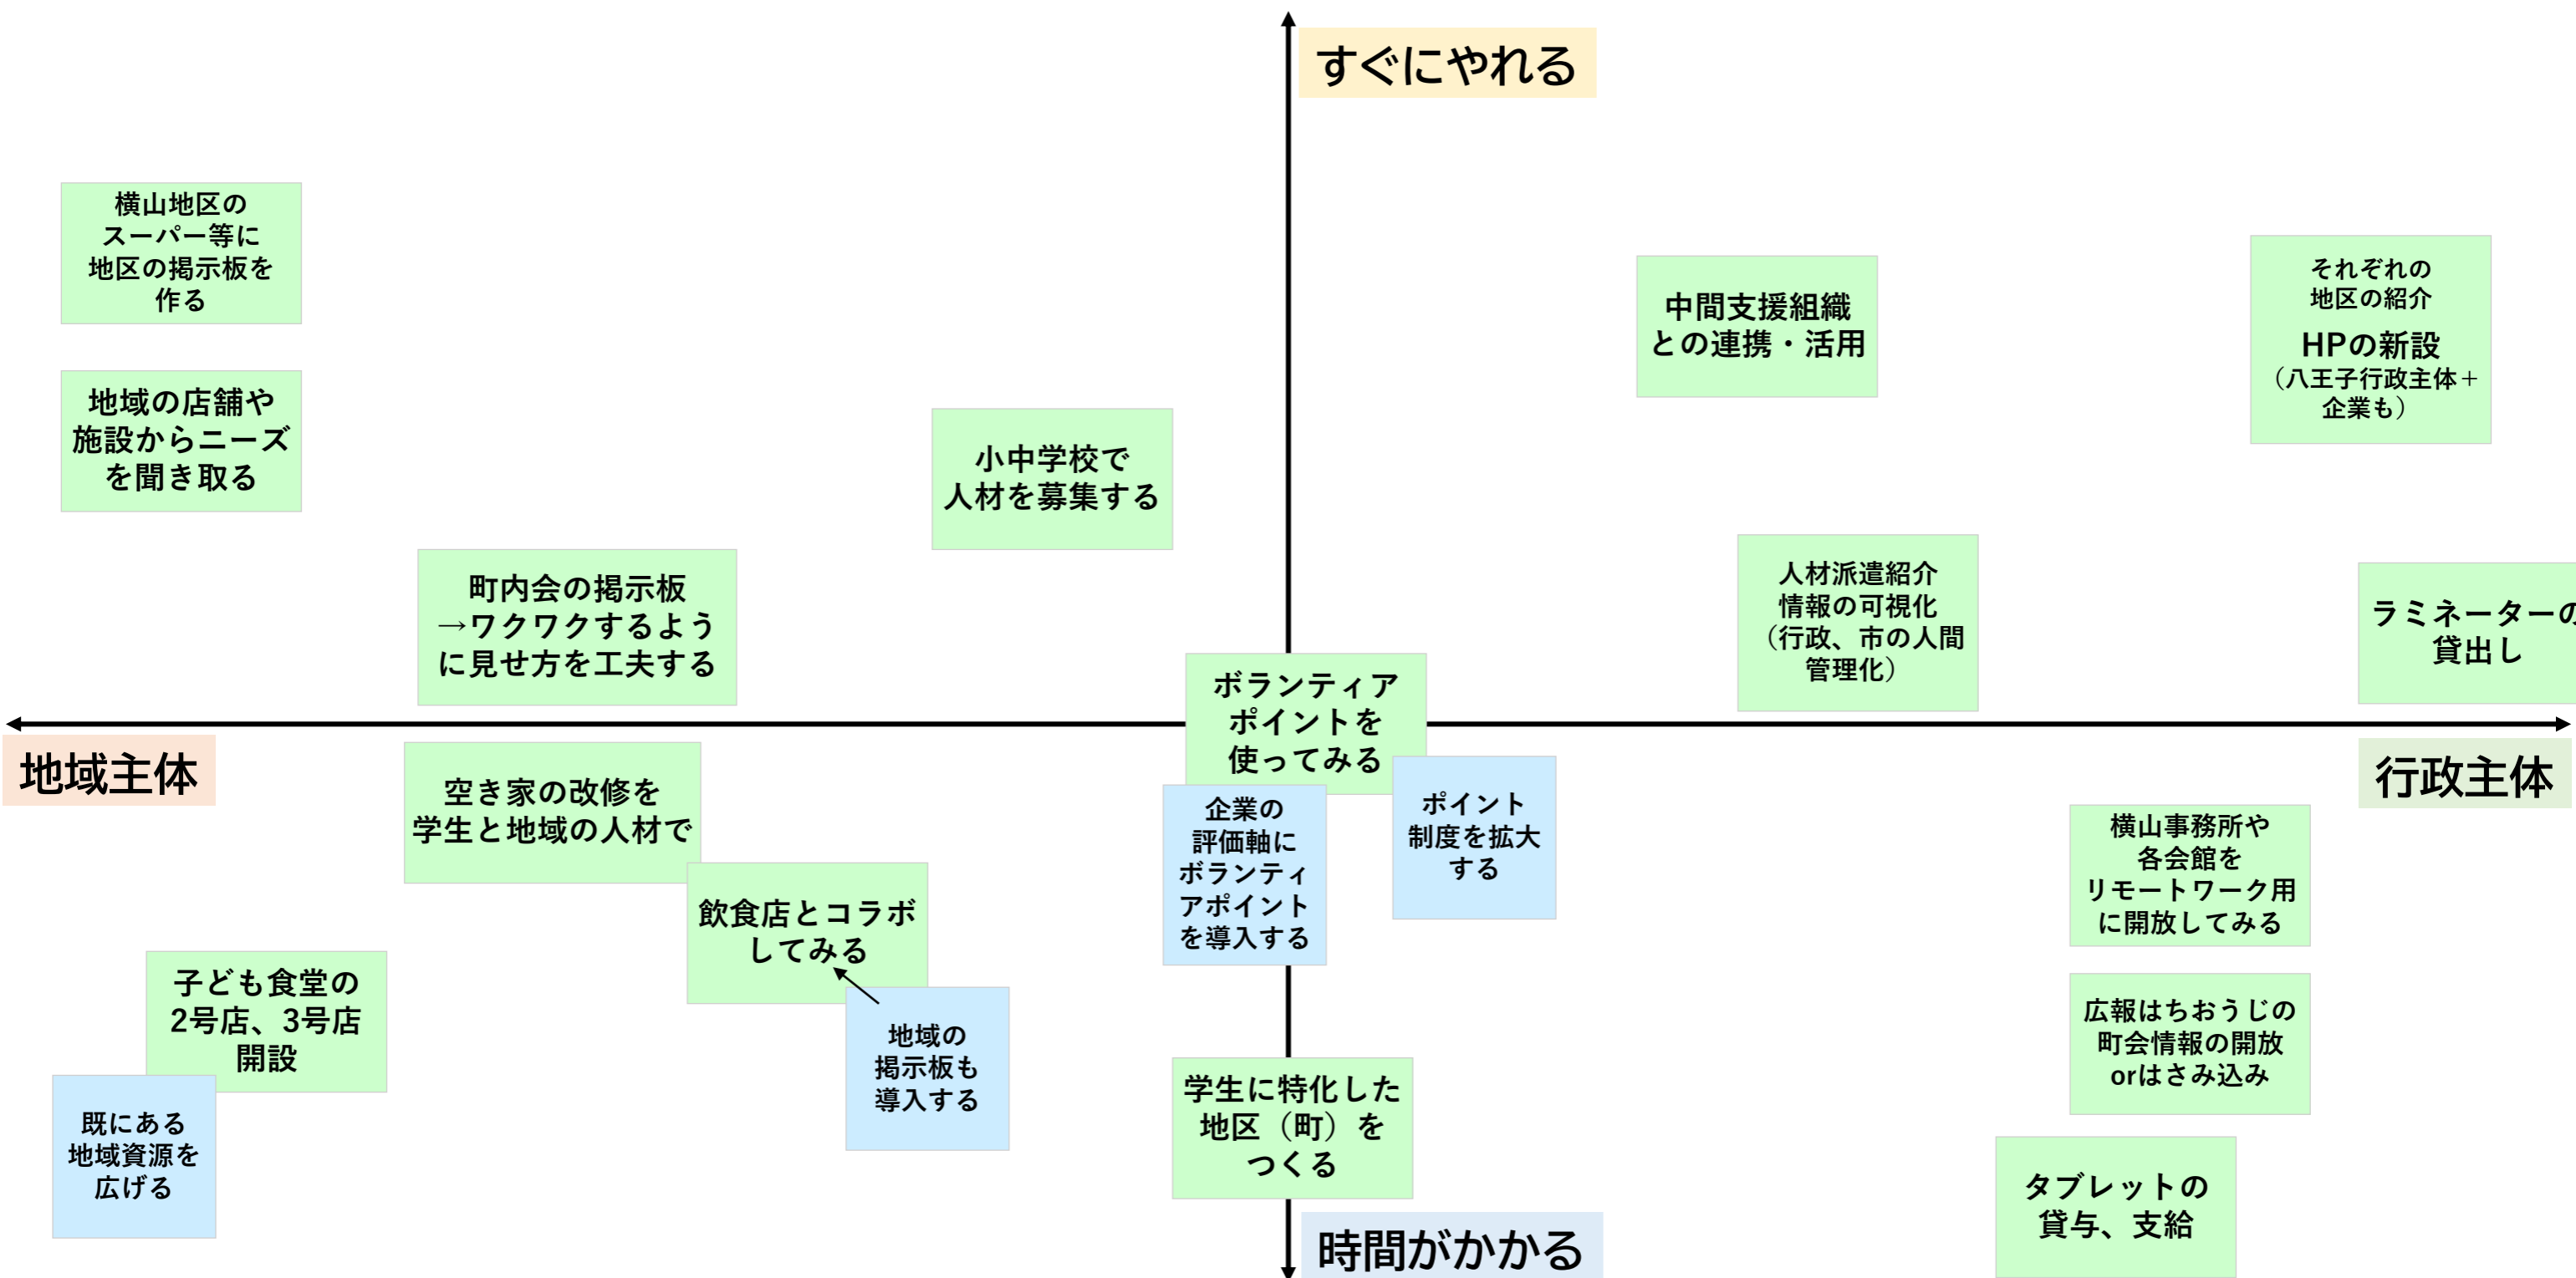 すぐにやれる
横山地区の
スーパー等に
地区の掲示板を
作る
地域の店舗や
施設からニーズ
を聞き取る
小中学校で
人材を募集する
町内会の掲示板
→ワクワクするよう
に見せ方を工夫する
中間支援組織
との連携・活用
それぞれの
地区の紹介
HPの新設
（八王子行政主体＋
企業も）
人材派遣紹介
情報の可視化
（行政、市の人間
管理化）
ラミネーターの
貸出し
ボランティア
ポイントを
使ってみる
地域主体
行政主体
空き家の改修を
学生と地域の人材で
飲食店とコラボ
してみる
地域の
掲示板も
導入する
子ども食堂の
2号店、3号店
開設
既にある
地域資源を
広げる
企業の
評価軸に
ボランティ
アポイント
を導入する
ポイント
制度を拡大
する
学生に特化した
地区（町）を
つくる
横山事務所や
各会館を
リモートワーク用
に開放してみる
広報はちおうじの
町会情報の開放
orはさみ込み
タブレットの
貸与、支給
時間がかかる